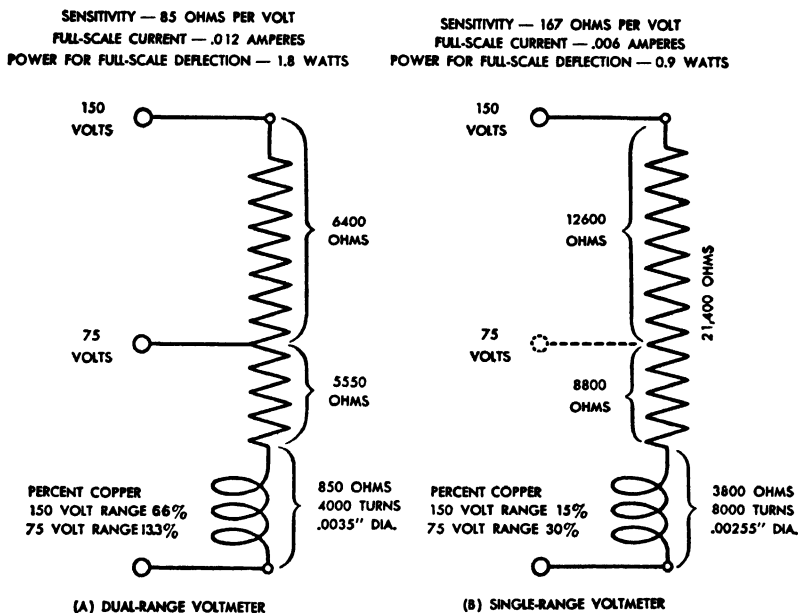 SENSITIVITY — 85 OHMS PER VOLT
FULL-SCALE CURRENT — .012 AMPERES
POWER FOR FULL-SCALE DEFLECTION — 1.8 WATTS
150
VOLTS
6400
OHMS
75
VOLTS
5550
OHMS
PERCENT COPPER
150 VOLT RANGE 66%
75 VOLT RANGE 13.3%
850 OHMS
4000 TURNS
.0035" DIA.
(A) DUAL-RANGE VOLTMETER
SENSITIVITY — 167 OHMS PER VOLT
FULL-SCALE CURRENT — .006 AMPERES
POWER FOR FULL-SCALE DEFLECTION — 0.9 WATTS
150
VOLTS
12600
OHMS
21,400 OHMS
75
VOLTS
8800
OHMS
PERCENT COPPER
150 VOLT RANGE 15%
75 VOLT RANGE 30%
3800 OHMS
8000 TURNS
.00255" DIA.
(B) SINGLE-RANGE VOLTMETER